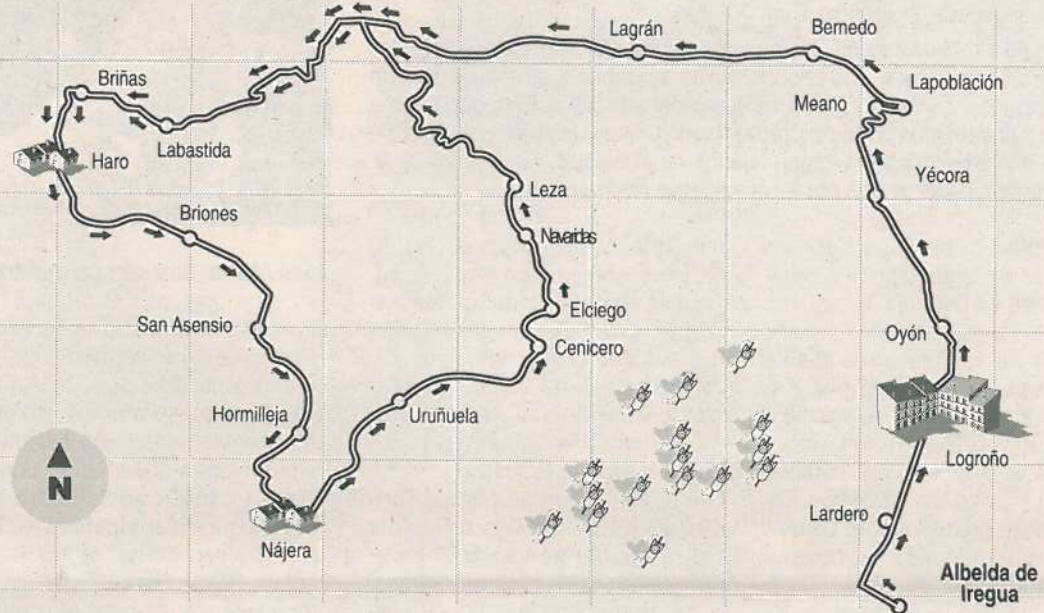 Lagrán
Bernedo
Lapoblación
Briñas
Meano
Labastida
Haro
Yécora
Leza
Briones
Navaridas
Elciego
San Asensio
Oyón
Cenicero
Hormilleja
Uruñuela
N
Logroño
Lardero
Nájera
Albelda de
Iregua